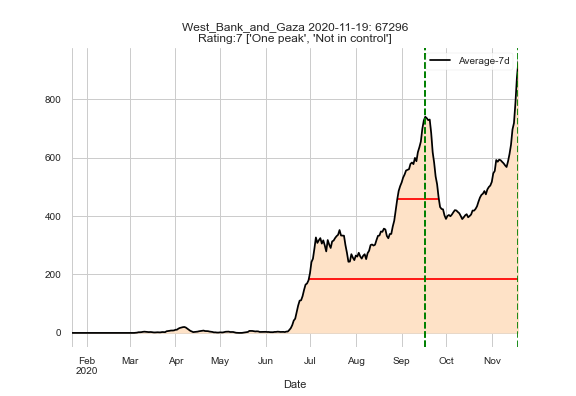 West_Bank_and_Gaza 2020-11-19: 67296
Rating:7 ['One peak', 'Not in control']
Average-7d
800
600
400
200
0
Feb Mar Apr May Jun Jul Aug Sep Oct Nov
2020
Date